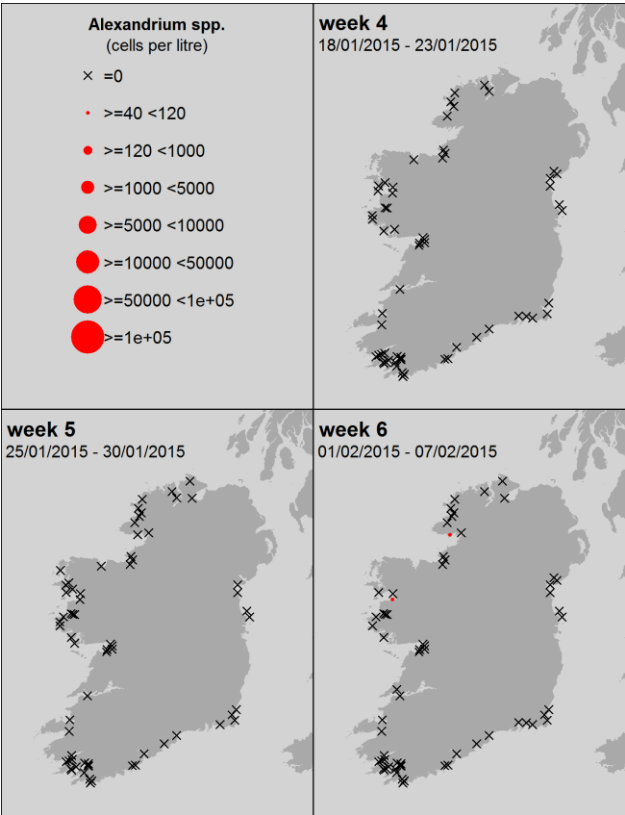 Alexandrium spp.
(cells per litre)
=0
>=40 <120
>=120 <1000
>=1000 <5000
>=5000 <10000
>=10000 <50000
>=50000 <1e+05
>=1e+05
week 4
18/01/2015 - 23/01/2015
week 5
25/01/2015 - 30/01/2015
week 6
01/02/2015 - 07/02/2015